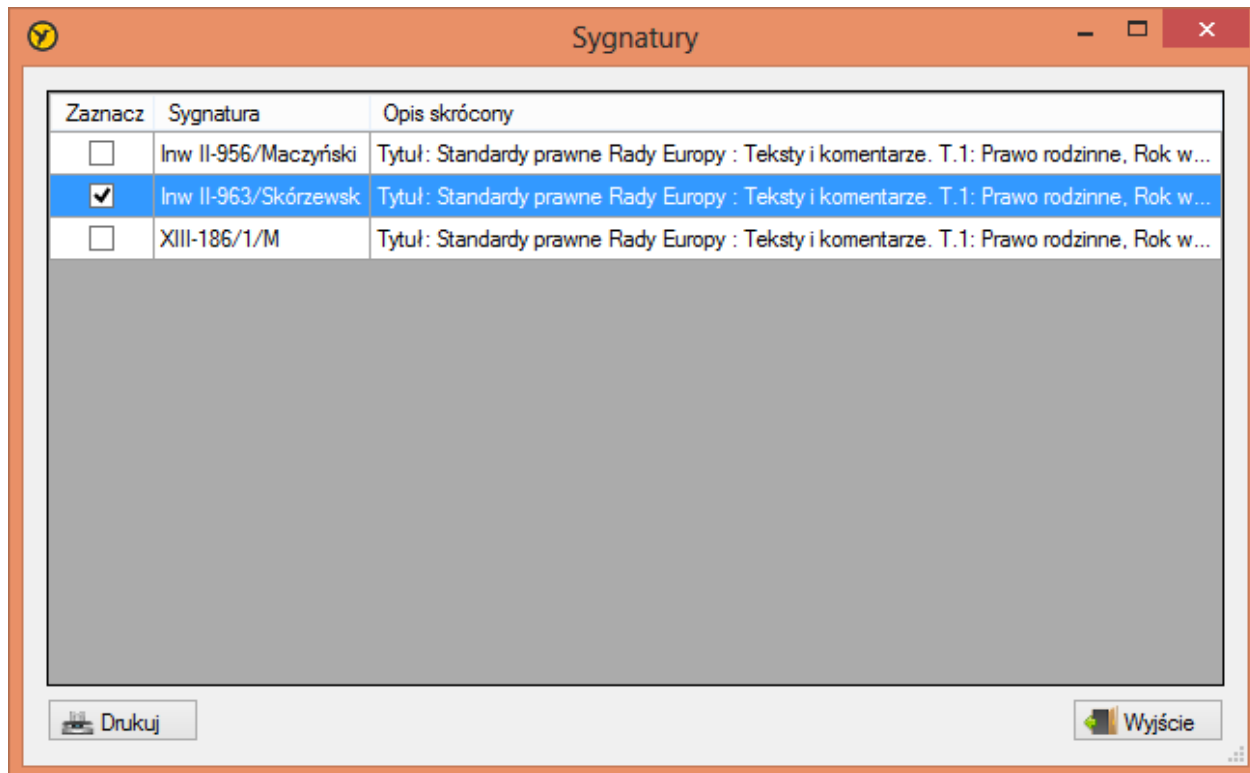 Sygnatury
Zaznacz Sygnatura Opis skrócony
Inw II-956/Maczyński Tytuł: Standardy prawne Rady Europy : Teksty i komentarze. T.1: Prawo rodzinne, Rok w...
Inw II-963/Skórzewsk Tytuł: Standardy prawne Rady Europy : Teksty i komentarze. T.1: Prawo rodzinne, Rok w...
XIII-186/1/M Tytuł: Standardy prawne Rady Europy : Teksty i komentarze. T.1: Prawo rodzinne, Rok w...
Drukuj Wyjście